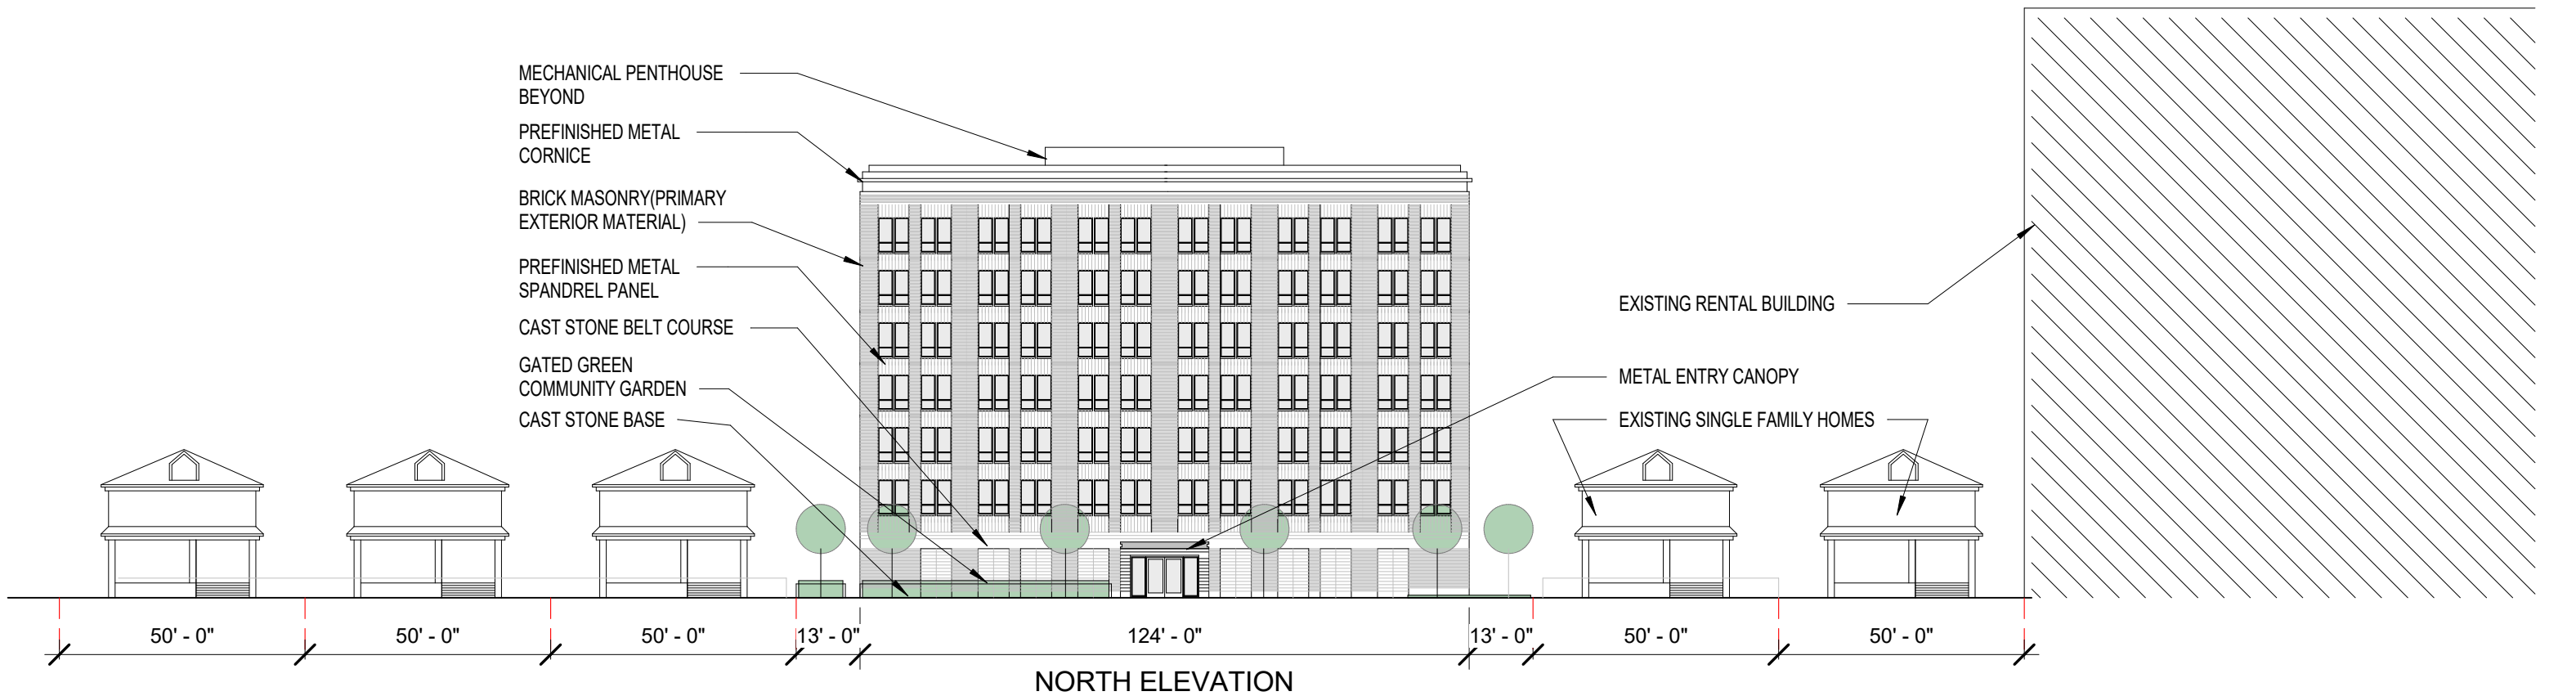 MECHANICAL PENTHOUSE
BEYOND
PREFINISHED METAL
CORNICE
BRICK MASONRY(PRIMARY
EXTERIOR MATERIAL)
PREFINISHED METAL
SPANDREL PANEL
CAST STONE BELT COURSE
GATED GREEN
COMMUNITY GARDEN
CAST STONE BASE
EXISTING RENTAL BUILDING
METAL ENTRY CANOPY
EXISTING SINGLE FAMILY HOMES
50' - 0"
50' - 0"
50' - 0"
13' - 0"
124' - 0"
13' - 0"
50' - 0"
50' - 0"
NORTH ELEVATION